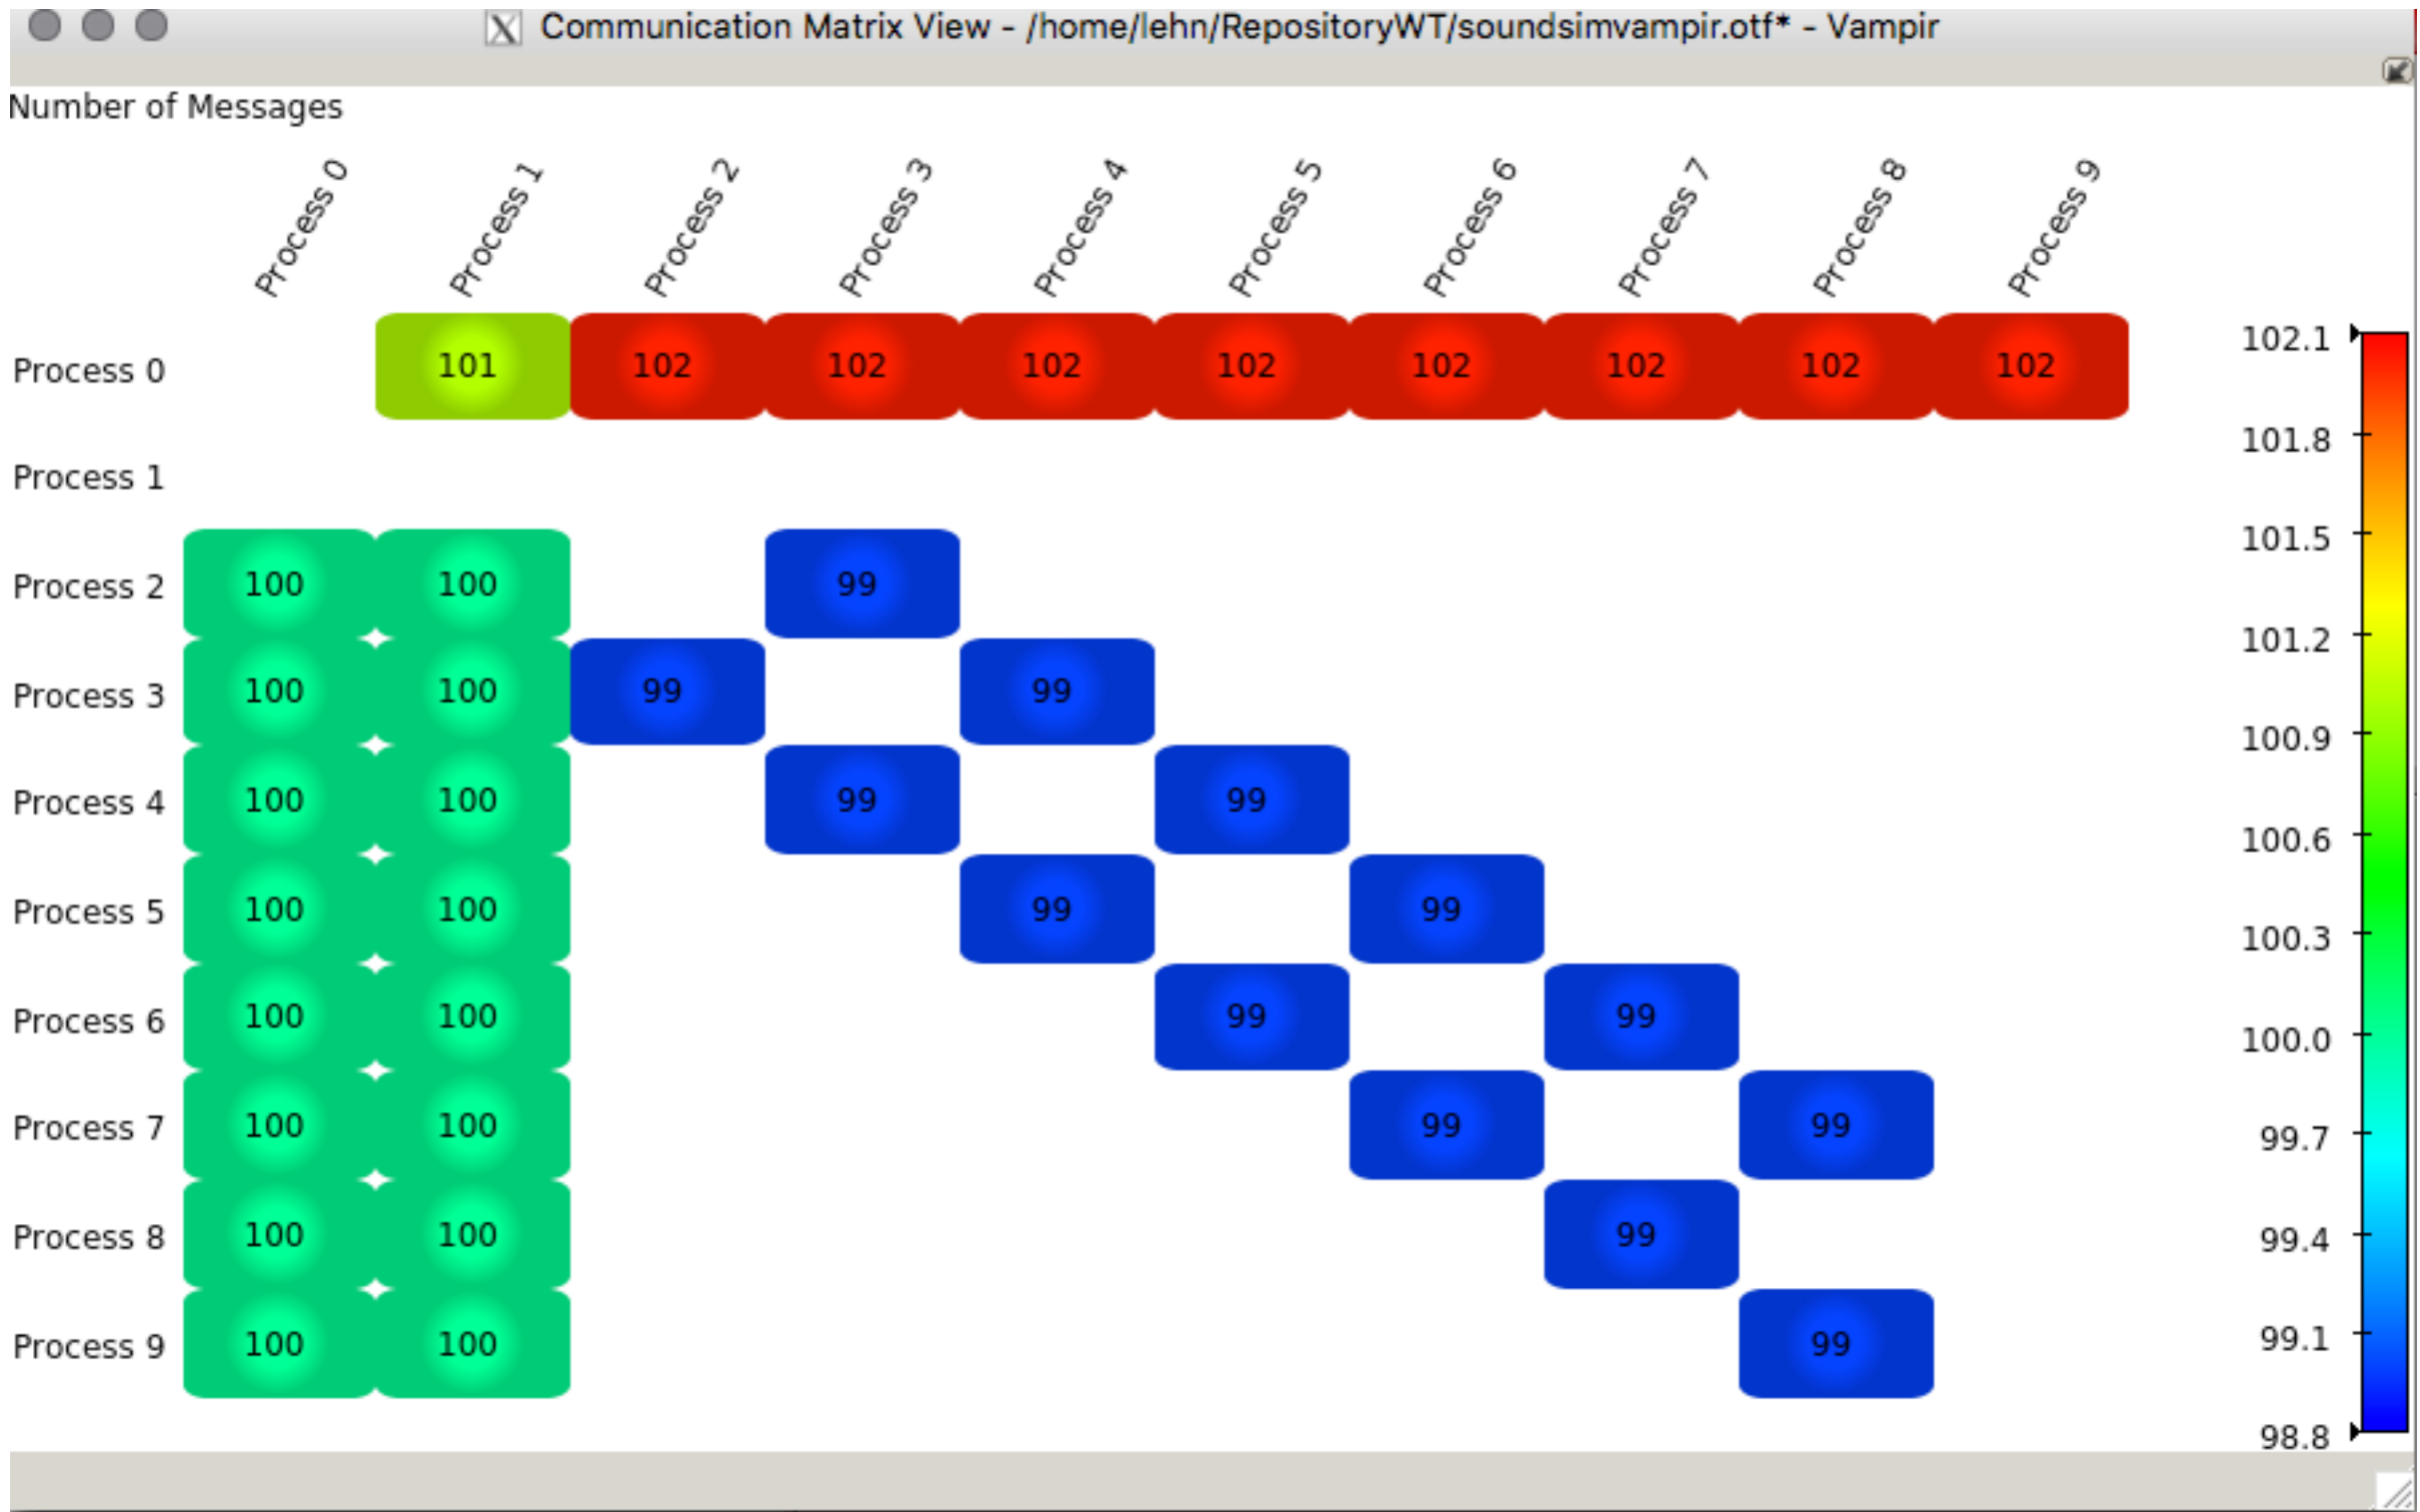 Communication Matrix View - /home/lehn/RepositoryWT/soundsimvampir.otf* - Vampir
Number of Messages
Process 0 Process 1 Process 2 Process 3 Process 4 Process 5 Process 6 Process 7 Process 8 Process 9
Process 0 101 102 102 102 102 102 102 102 102
Process 1
Process 2 100 100 99
Process 3 100 100 99 99
Process 4 100 100 99 99
Process 5 100 100 99 99
Process 6 100 100 99 99
Process 7 100 100 99 99
Process 8 100 100 99
Process 9 100 100 99
102.1
101.8
101.5
101.2
100.9
100.6
100.3
100.0
99.7
99.4
99.1
98.8